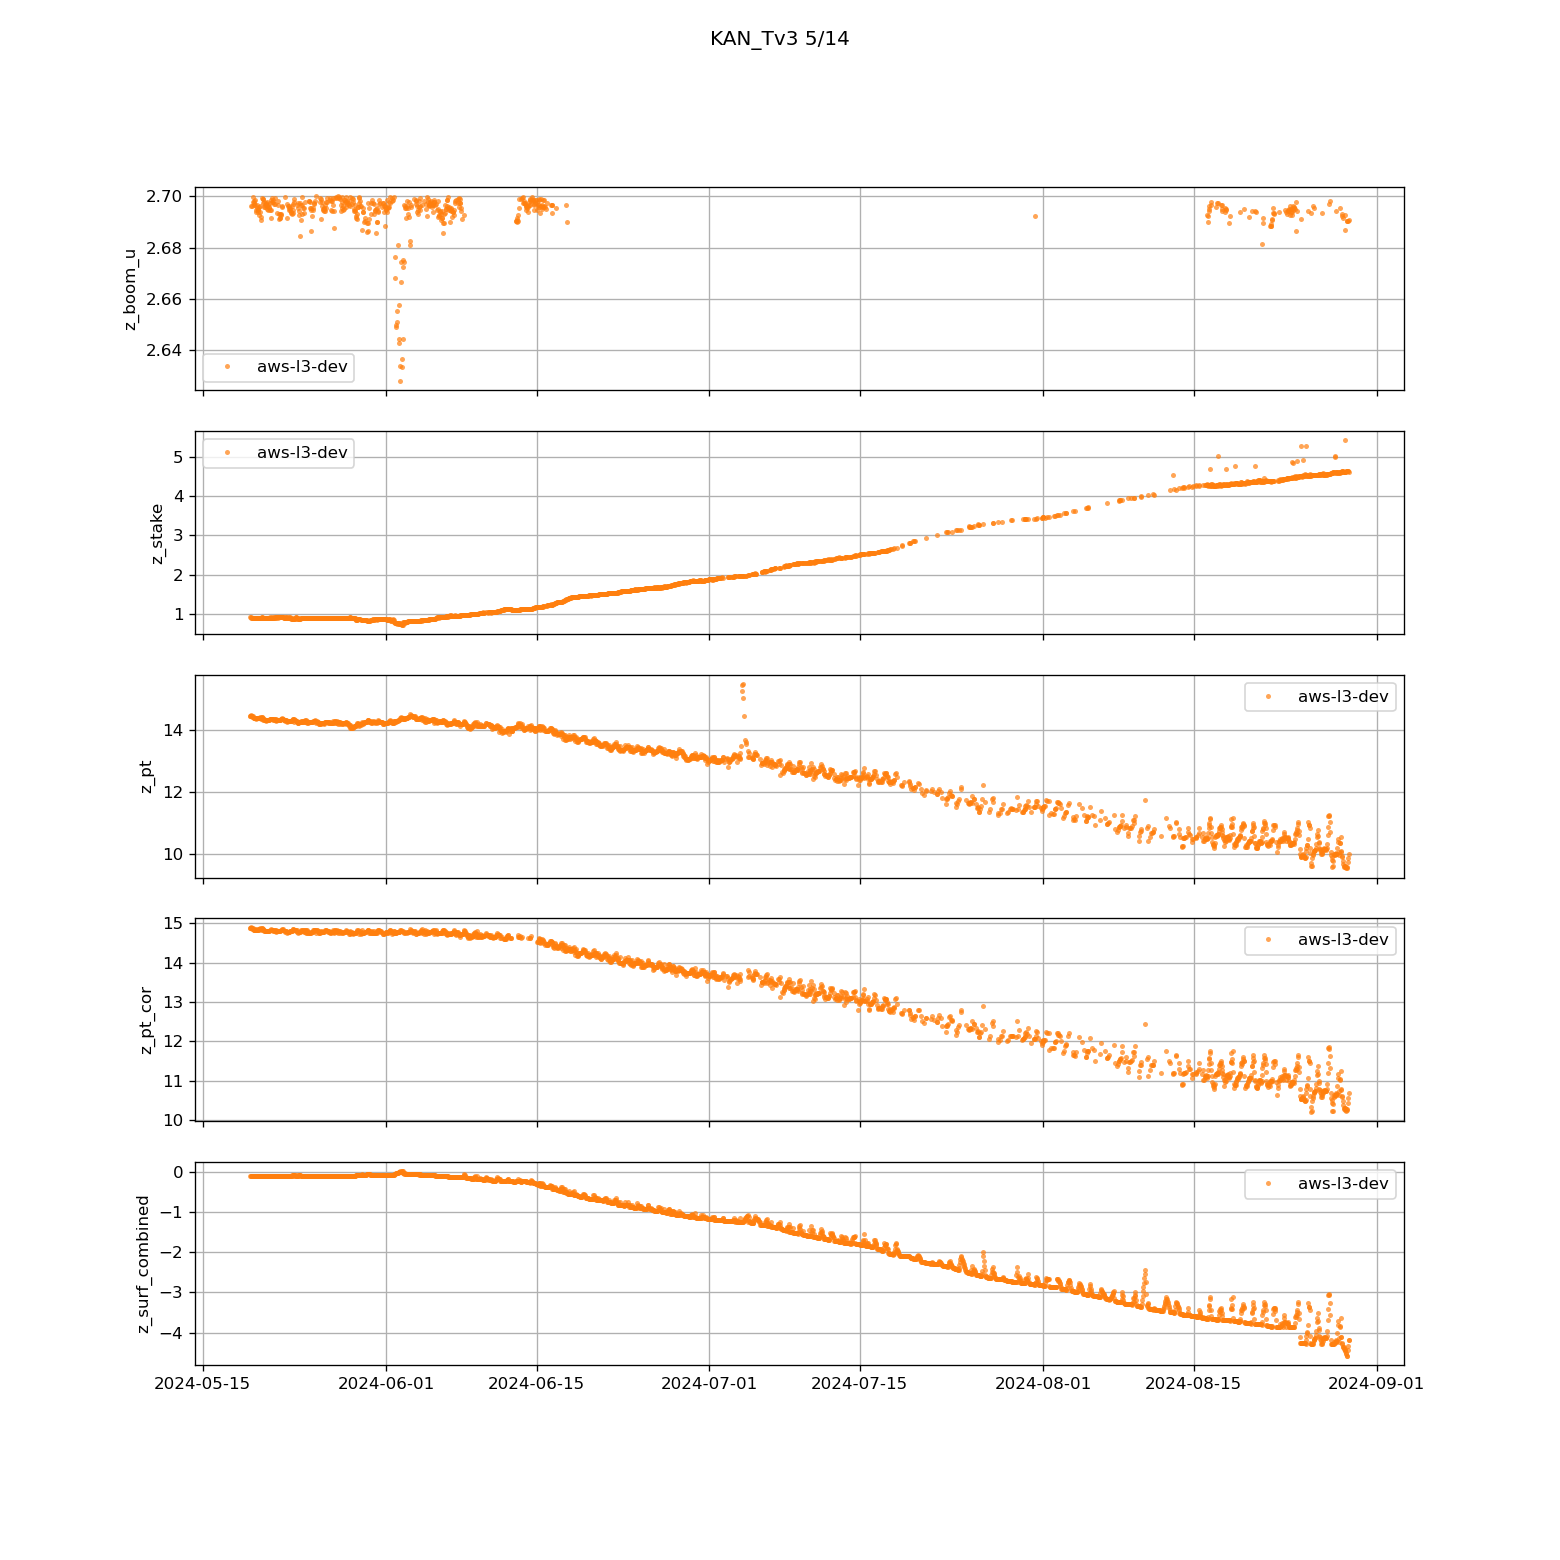 KAN_Tv3 5/14
z_boom_u
2.70
2.68
2.66
2.64
aws-l3-dev
z_stake
5
4
3
2
1
aws-l3-dev
z_pt
14
12
10
aws-l3-dev
z_pt_cor
15
14
13
12
11
10
aws-l3-dev
z_surf_combined
0
−1
−2
−3
−4
aws-l3-dev
2024-05-15 2024-06-01 2024-06-15 2024-07-01 2024-07-15 2024-08-01 2024-08-15 2024-09-01